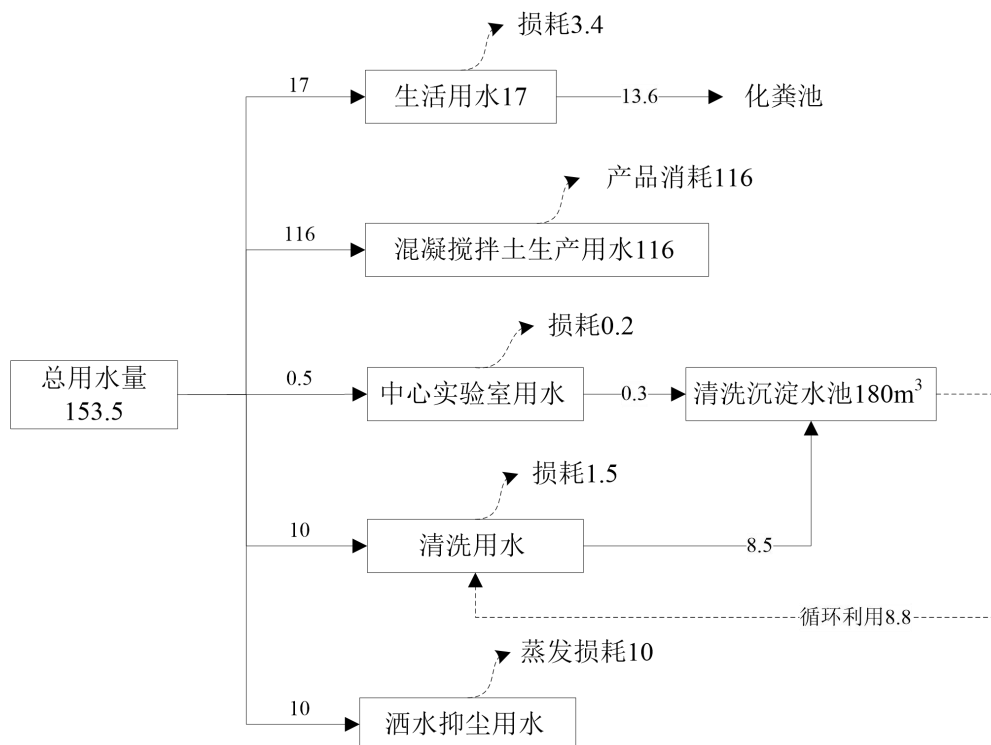 损耗3.4
17
生活用水17
13.6
化粪池
产品消耗116
116
混凝搅拌土生产用水116
损耗0.2
总用水量
153.5
0.5
中心实验室用水
0.3
清洗沉淀水池180m³
损耗1.5
10
清洗用水
8.5
循环利用8.8
蒸发损耗10
10
洒水抑尘用水